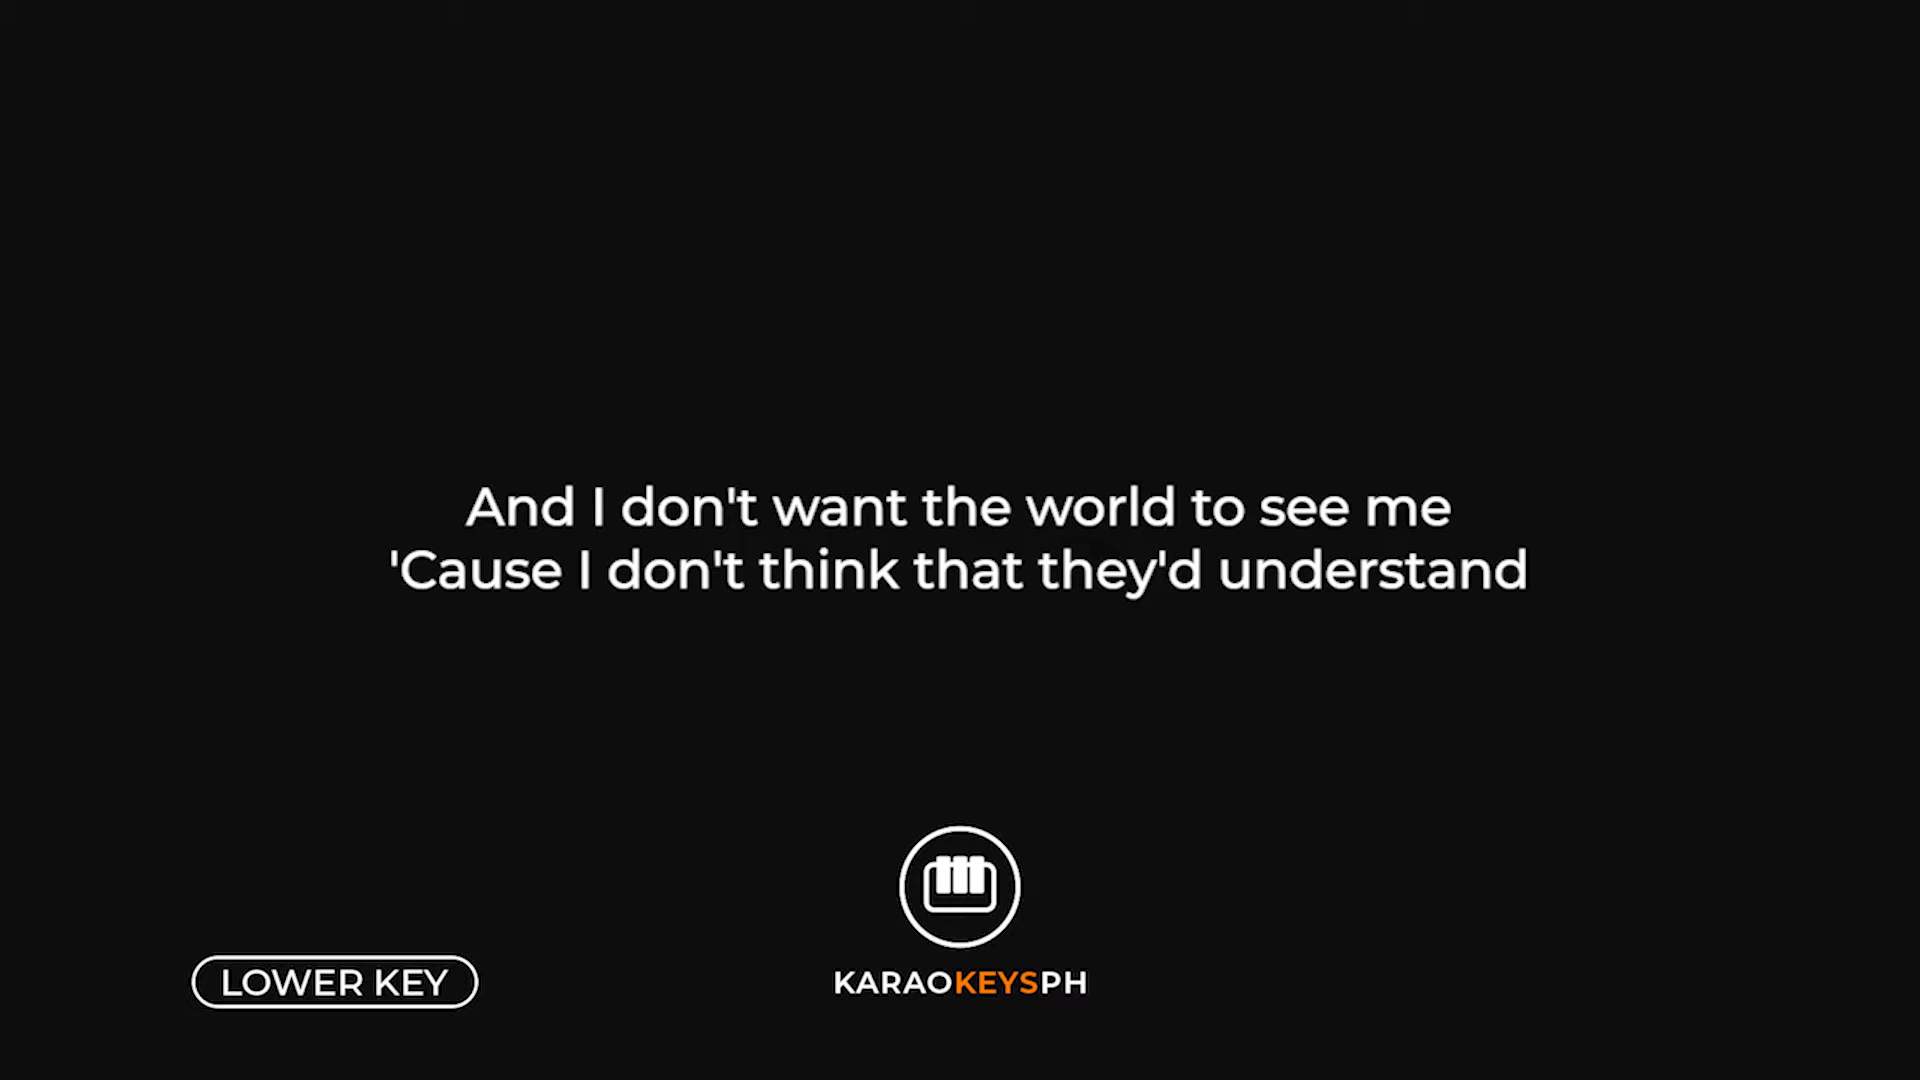 And I don't want the world to see me
'Cause I don't think that they'd understand
LOWER KEY
KARAOKEYSPH